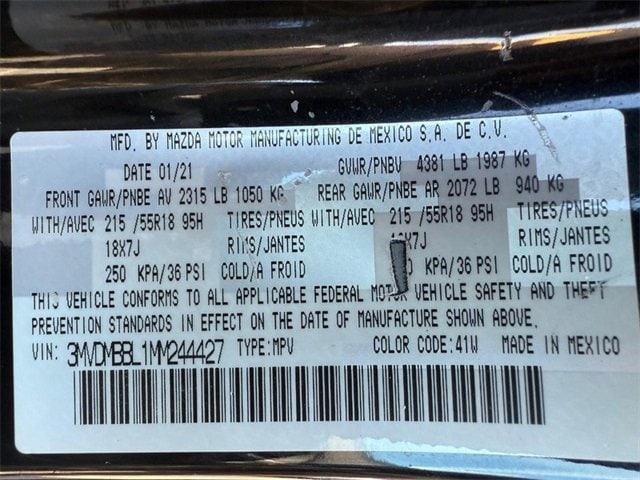 MFD. BY MAZDA MOTOR MANUFACTURING DE MEXICO S.A. DE C.V.
DATE 01/21 GVWR/PNBV 4381 LB 1987 KG
FRONT GAWR/PNBE AV 2315 LB 1050 KG REAR GAWR/PNBE AR 2072 LB 940 KG
WITH/AVEC 215 /55R18 95H TIRES/PNEUS WITH/AVEC 215 /55R18 95H TIRES/PNEUS
18X7J RIMS/JANTES RIMS/JANTES
250 KPA/36 PSI COLD/A FROID KPA/36 PSI COLD/A FROID
THIS VEHICLE CONFORMS TO ALL APPLICABLE FEDERAL MOTOR VEHICLE SAFETY AND THEFT
PREVENTION STANDARDS IN EFFECT ON THE DATE OF MANUFACTURE SHOWN ABOVE.
VIN: 3MVDMBBL1MM244427 TYPE:MPV COLOR CODE:41W MADE IN MEXICO